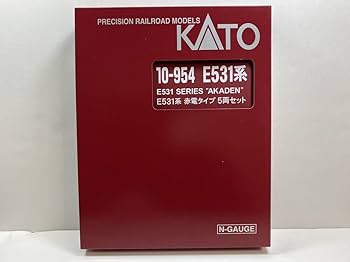 PRECISION RAILROAD MODELS
KATO
10-954 E531系
E531 SERIES "AKADEN"
E531系 赤電タイプ 5両セット
N-GAUGE